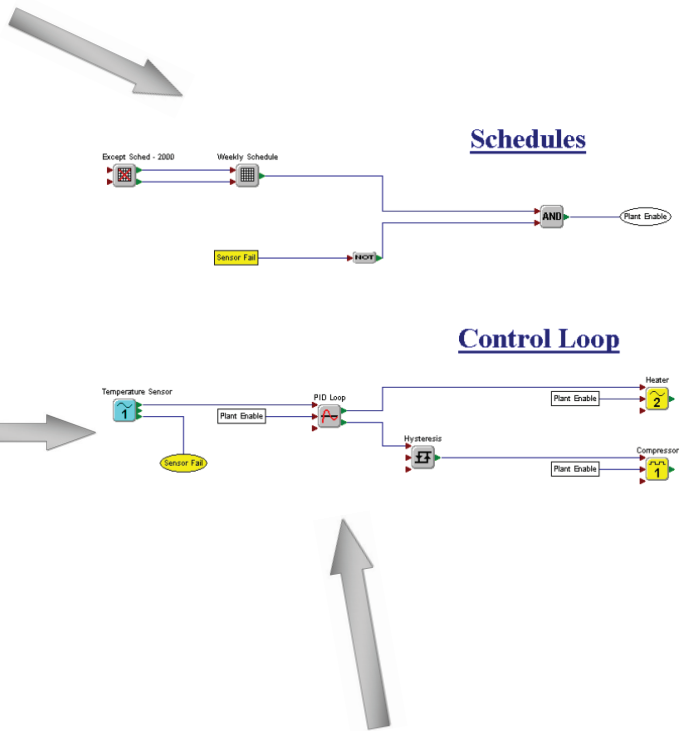 Schedules
Except Sched - 2000
Weekly Schedule
AND
Plant Enable
Sensor Fail
NOT
Control Loop
Heater
Temperature Sensor
PID Loop
Plant Enable
2
1
Plant Enable
Hysteresis
Compressor
Sensor Fail
Plant Enable
1